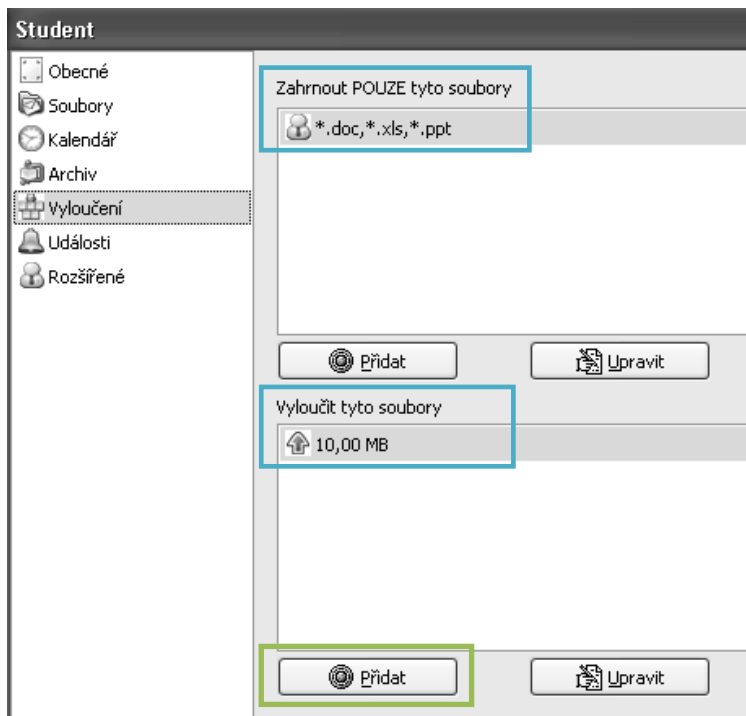 Student
Obecné
Soubory
Kalendář
Archiv
Vyloučení
Události
Rozšířené
Zahrnout POUZE tyto soubory
*.doc,*.xls,*.ppt
Přidat
Upravit
Vyloučit tyto soubory
10,00 MB
Přidat
Upravit